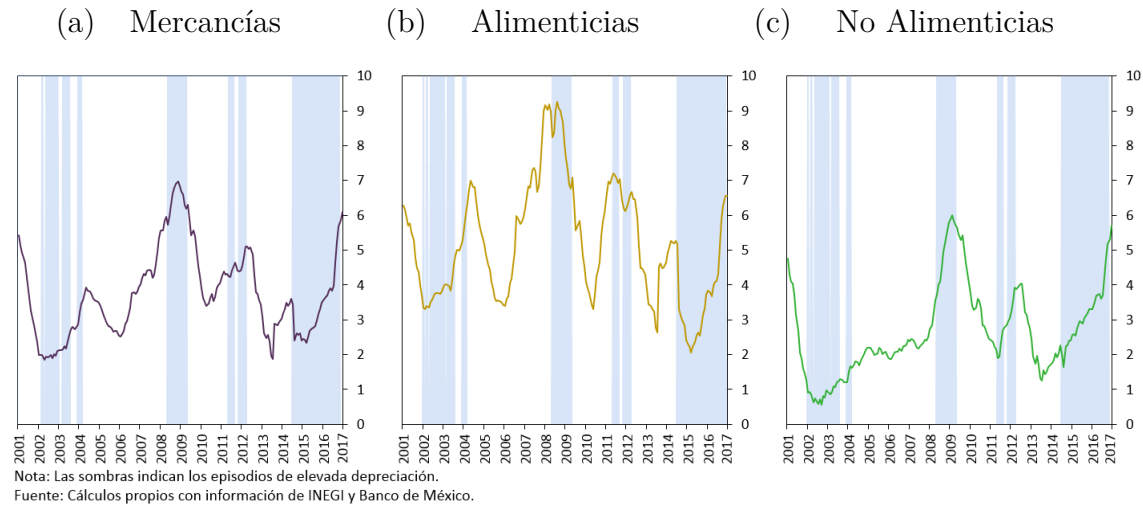 (a) Mercancías (b) Alimenticias (c) No Alimenticias
10 10 10
9 9 9
8 8 8
7 7 7
6 6 6
5 5 5
4 4 4
3 3 3
2 2 2
1 1 1
0 0 0
2001 2002 2003 2004 2005 2006 2007 2008 2009 2010 2011 2012 2013 2014 2015 2016 2017 2001 2002 2003 2004 2005 2006 2007 2008 2009 2010 2011 2012 2013 2014 2015 2016 2017 2001 2002 2003 2004 2005 2006 2007 2008 2009 2010 2011 2012 2013 2014 2015 2016 2017
Nota: Las sombras indican los episodios de elevada depreciación.
Fuente: Cálculos propios con información de INEGI y Banco de México.